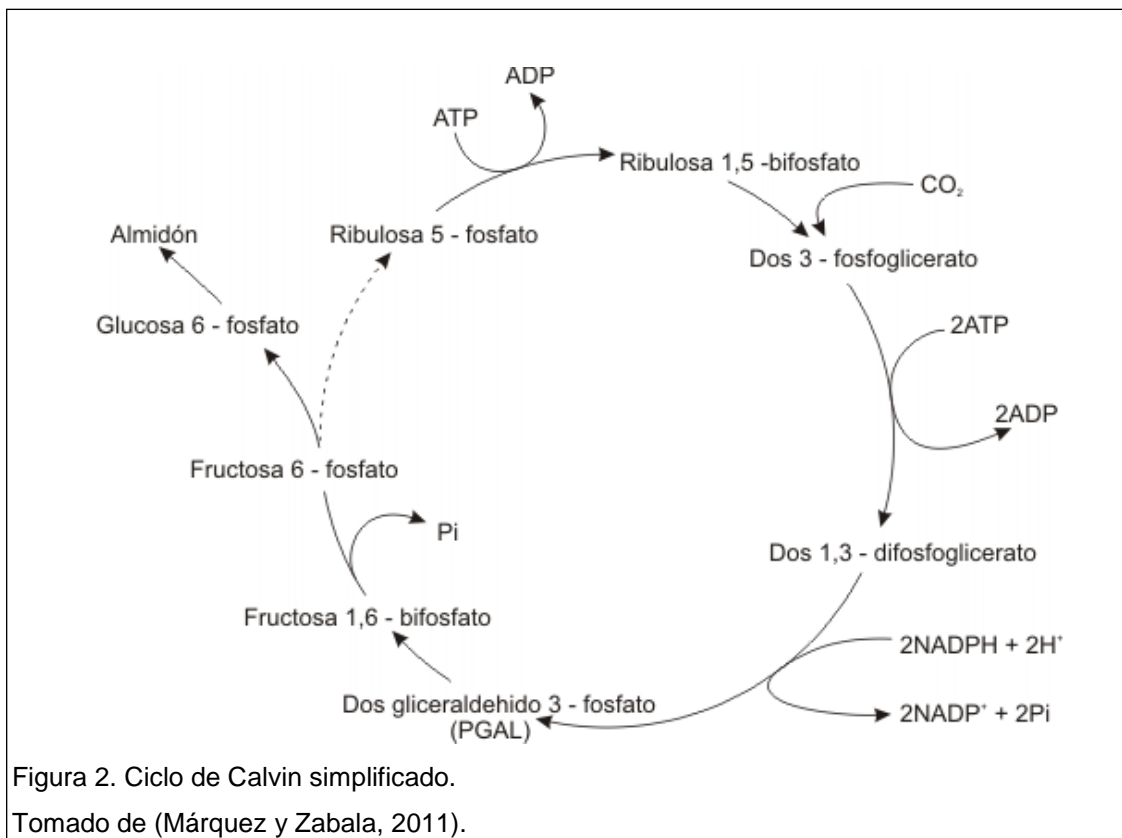 ADP
ATP
Ribulosa 1,5 -bifosfato
CO₂
Almidón
Ribulosa 5 - fosfato
Dos 3 - fosfoglicerato
Glucosa 6 - fosfato
2ATP
2ADP
Fructosa 6 - fosfato
Pi
Dos 1,3 - difosfoglicerato
Fructosa 1,6 - bifosfato
2NADPH + 2H⁺
Dos gliceraldehido 3 - fosfato
(PGAL)
2NADP⁺ + 2Pi
Figura 2. Ciclo de Calvin simplificado.
Tomado de (Márquez y Zabala, 2011).